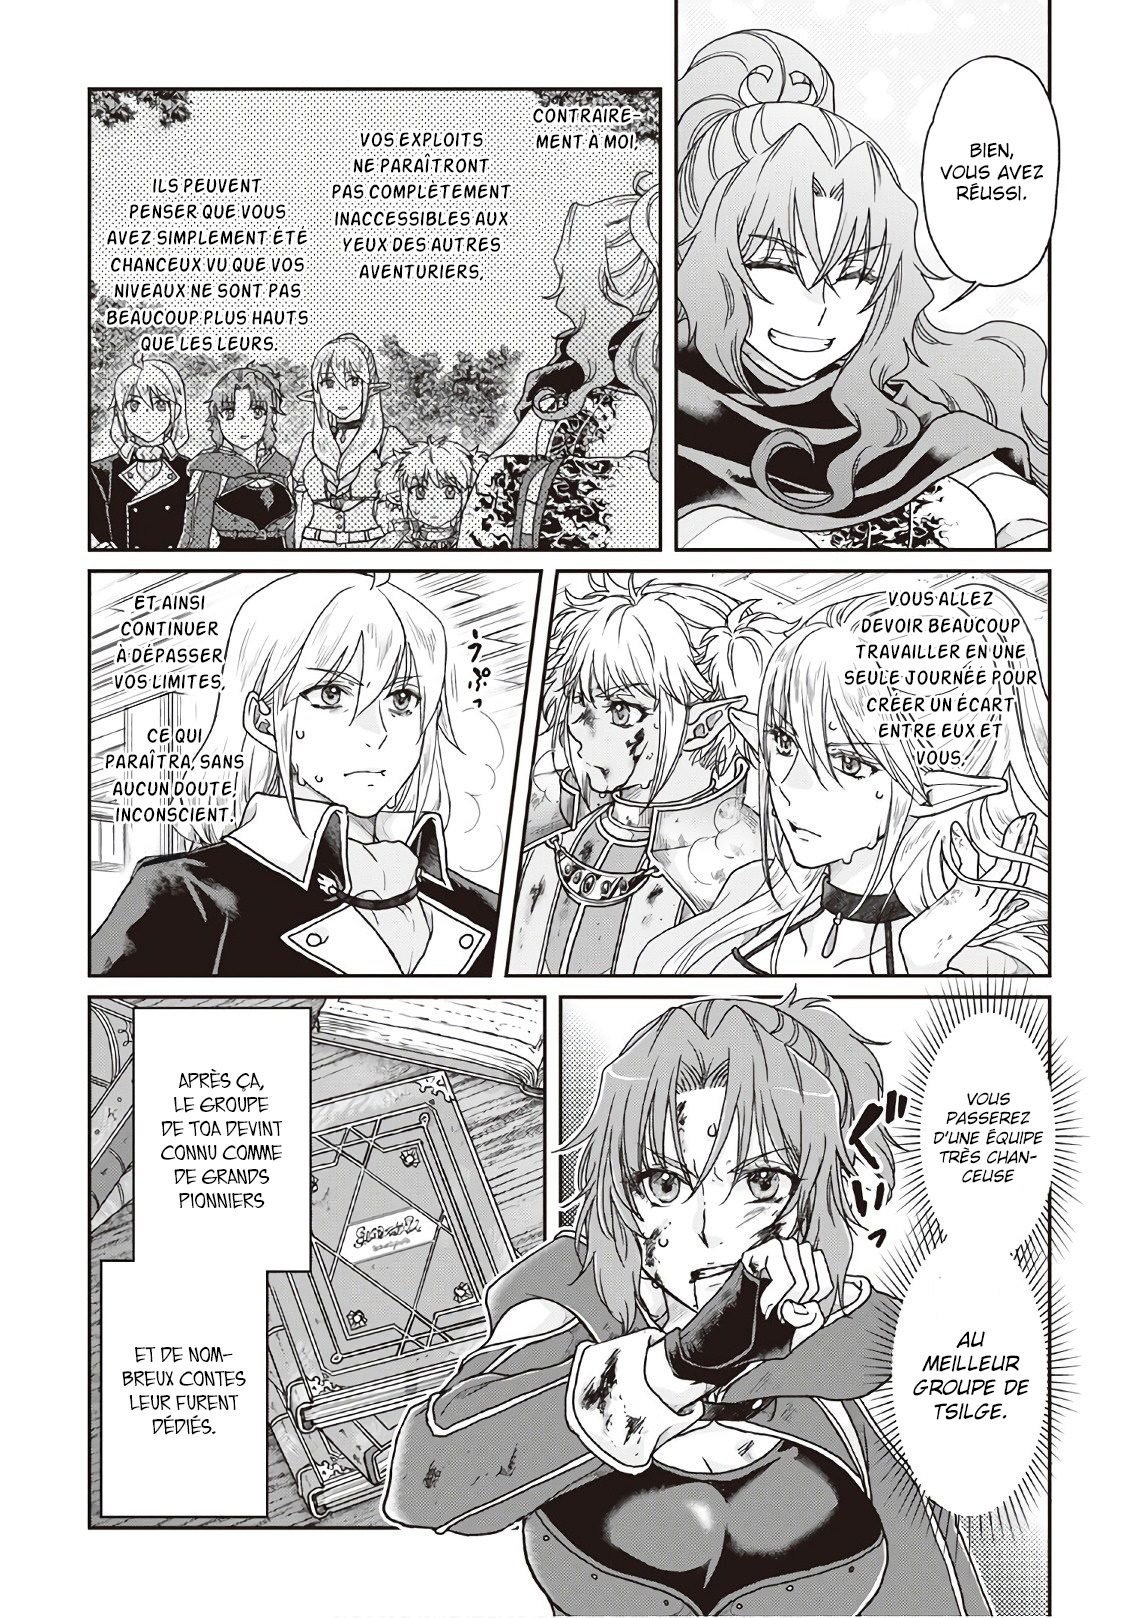 BIEN,
VOUS AVEZ
RÉUSSI.
CONTRAIRE-
MENT À MOI,
VOS EXPLOITS
NE PARAÎTRONT
PAS COMPLÈTEMENT
INACCESSIBLES AUX
YEUX DES AUTRES
AVENTURIERS,
ILS PEUVENT
PENSER QUE VOUS
AVEZ SIMPLEMENT ÉTÉ
CHANCEUX VU QUE VOS
NIVEAUX NE SONT PAS
BEAUCOUP PLUS HAUTS
QUE LES LEURS.
VOUS ALLEZ
DEVOIR BEAUCOUP
TRAVAILLER EN UNE
SEULE JOURNÉE POUR
CRÉER UN ÉCART
ENTRE EUX ET
VOUS.
ET AINSI
CONTINUER
À DÉPASSER
VOS LIMITES,
CE QUI
PARAÎTRA, SANS
AUCUN DOUTE,
INCONSCIENT.
VOUS
PASSEREZ
D'UNE ÉQUIPE
TRÈS CHAN-
CEUSE
AU
MEILLEUR
GROUPE DE
TSILGE.
APRÈS ÇA,
LE GROUPE
DE TOA DEVINT
CONNU COMME
DE GRANDS
PIONNIERS
ET DE NOM-
BREUX CONTES
LEUR FURENT
DÉDIÉS.